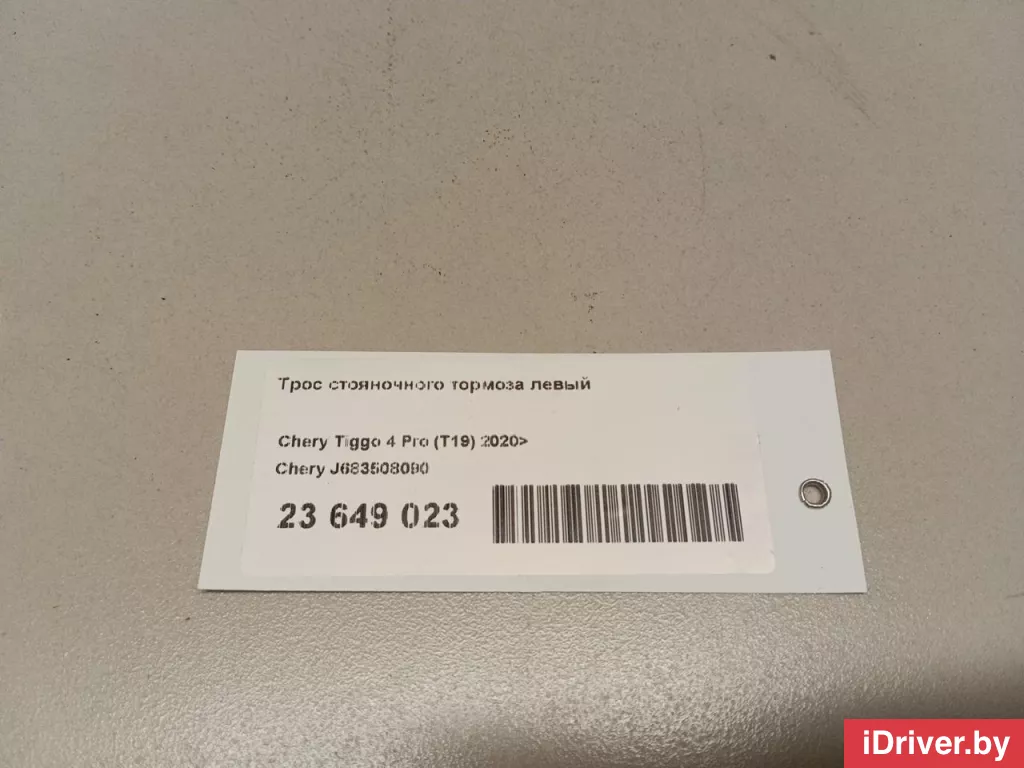 Трос стояночного тормоза левый
Chery Tiggo 4 Pro (T19) 2020>
Chery J683508090
23 649 023
iDriver.by